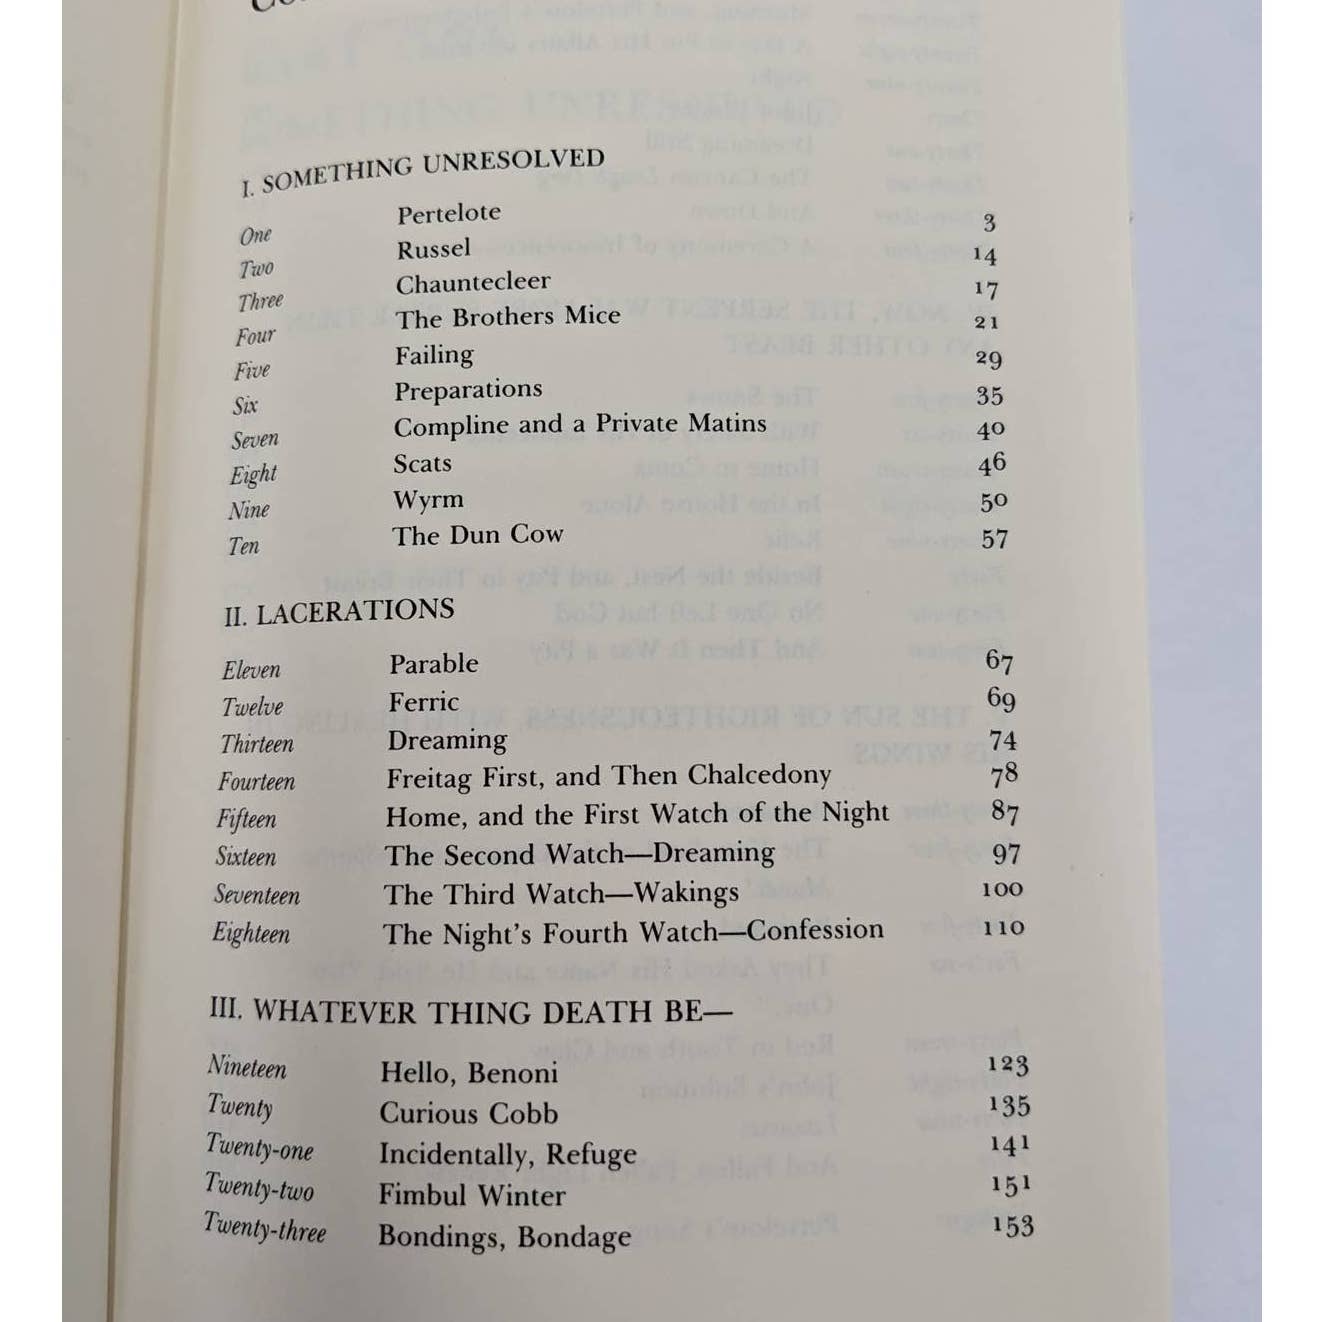 I. SOMETHING UNRESOLVED
One Pertelote 3
Two Russel 14
Three Chauntecleer 17
Four The Brothers Mice 21
Five Failing 29
Six Preparations 35
Seven Compline and a Private Matins 40
Eight Scats 46
Nine Wyrm 50
Ten The Dun Cow 57
II. LACERATIONS
Eleven Parable 67
Twelve Ferric 69
Thirteen Dreaming 74
Fourteen Freitag First, and Then Chalcedony 78
Fifteen Home, and the First Watch of the Night 87
Sixteen The Second Watch—Dreaming 97
Seventeen The Third Watch—Wakings 100
Eighteen The Night's Fourth Watch—Confession 110
III. WHATEVER THING DEATH BE—
Nineteen Hello, Benoni 123
Twenty Curious Cobb 135
Twenty-one Incidentally, Refuge 141
Twenty-two Fimbul Winter 151
Twenty-three Bondings, Bondage 153